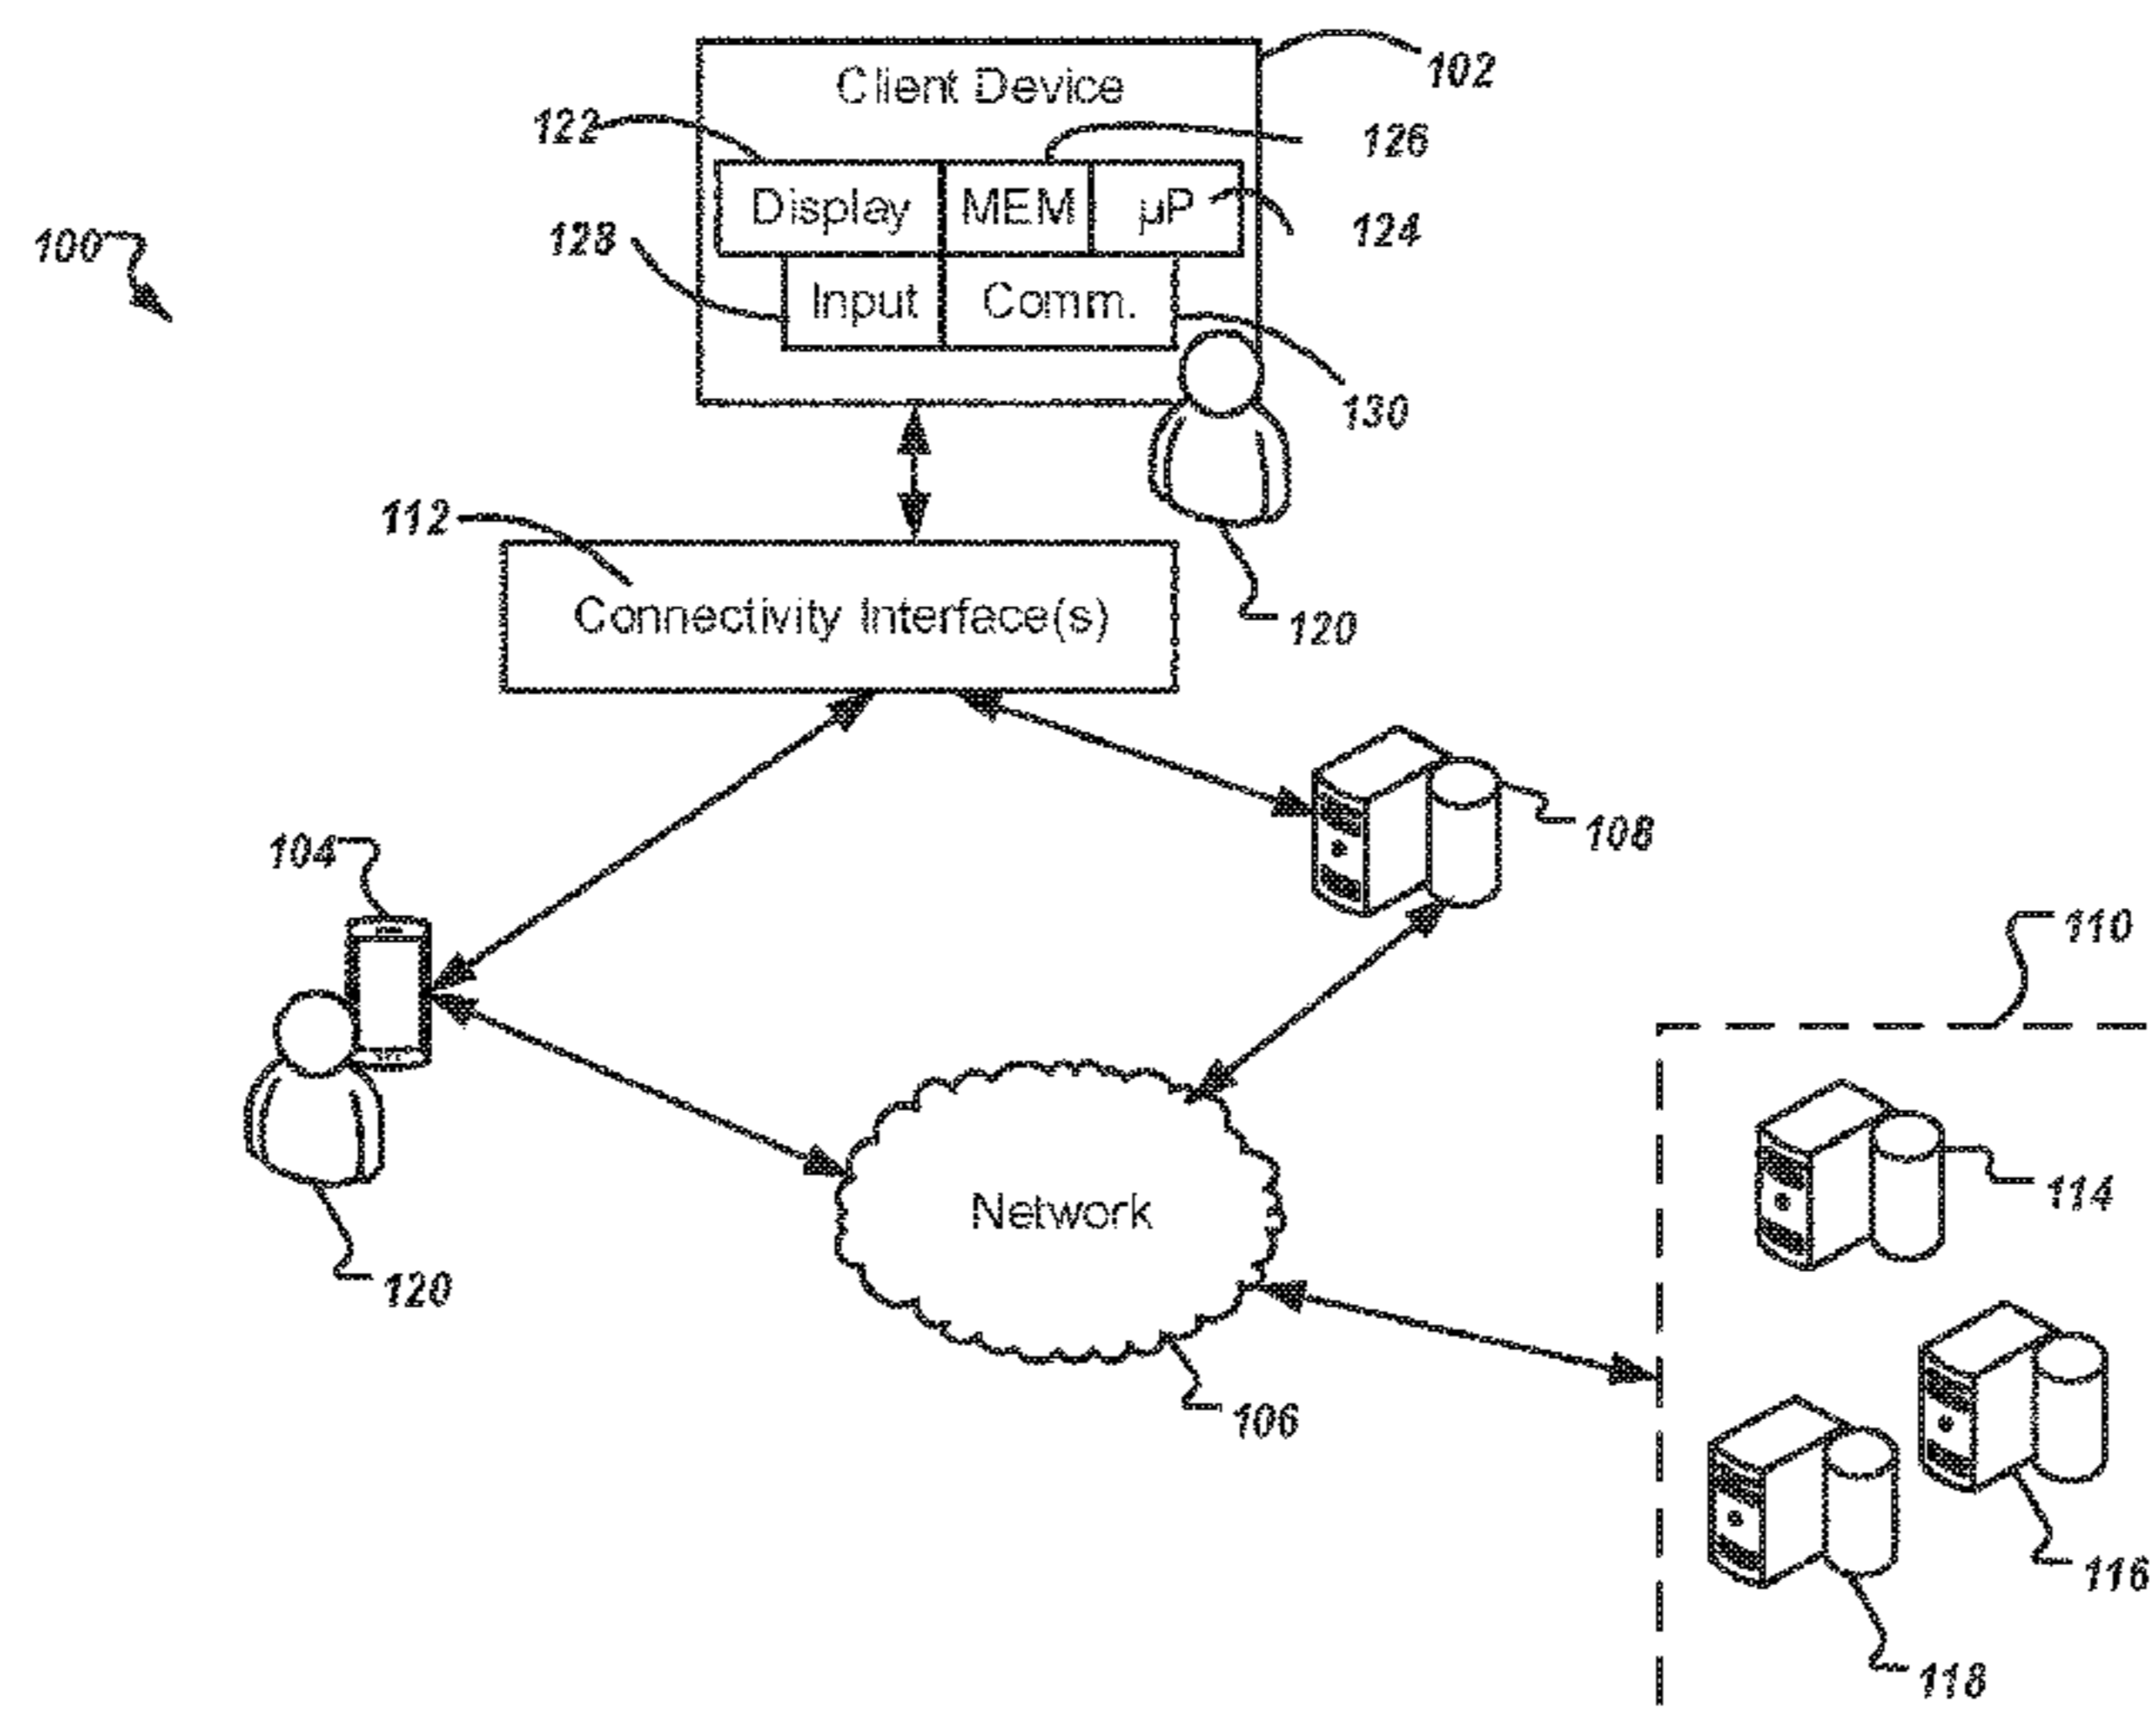 Client Device
102
122
126
Display
MEM
µP
124
128
100
Input
Comm.
130
112
Connectivity Interface(s)
120
108
104
110
114
Network
120
106
116
118